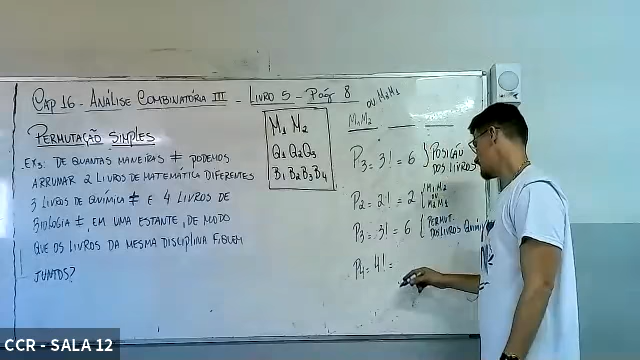 CAP 16 - ANÁLISE COMBINATÓRIA III - LIVRO 5 - PÁG 8
PERMUTAÇÃO SIMPLES
EX3: DE QUANTAS MANEIRAS ≠ PODEMOS
ARRUMAR 2 LIVROS DE MATEMÁTICA DIFERENTES
3 LIVROS DE QUÍMICA ≠ E 4 LIVROS DE
BIOLOGIA ≠, EM UMA ESTANTE, DE MODO
QUE OS LIVROS DA MESMA DISCIPLINA FIQUEM
JUNTOS?
M1 M2
Q1 Q2 Q3
B1 B2 B3 B4
OU M2M1
M1M2
P3 = 3! = 6 } POSIÇÃO DOS LIVROS
P2 = 2! = 2 { M1M2 OU M2M1
P3 = 3! = 6 { PERMUT. DOS LIVROS
P4 = 4! =
CCR - SALA 12